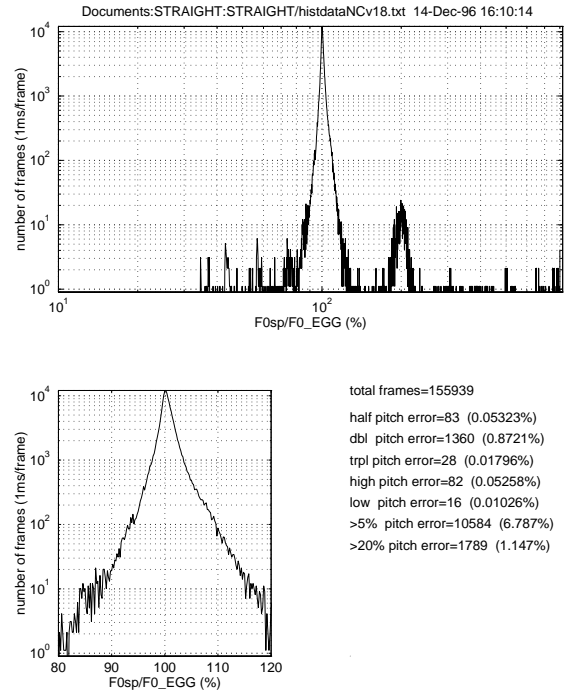 Documents:STRAIGHT:STRAIGHT/histdataNCv18.txt 14-Dec-96 16:10:14
number of frames (1ms/frame)
10^4
10^3
10^2
10^1
10^0
10^1
10^2
F0sp/F0_EGG (%)
number of frames (1ms/frame)
10^4
10^3
10^2
10^1
10^0
80
90
100
110
120
F0sp/F0_EGG (%)
total frames=155939
half pitch error=83 (0.05323%)
dbl pitch error=1360 (0.8721%)
trpl pitch error=28 (0.01796%)
high pitch error=82 (0.05258%)
low pitch error=16 (0.01026%)
>5% pitch error=10584 (6.787%)
>20% pitch error=1789 (1.147%)